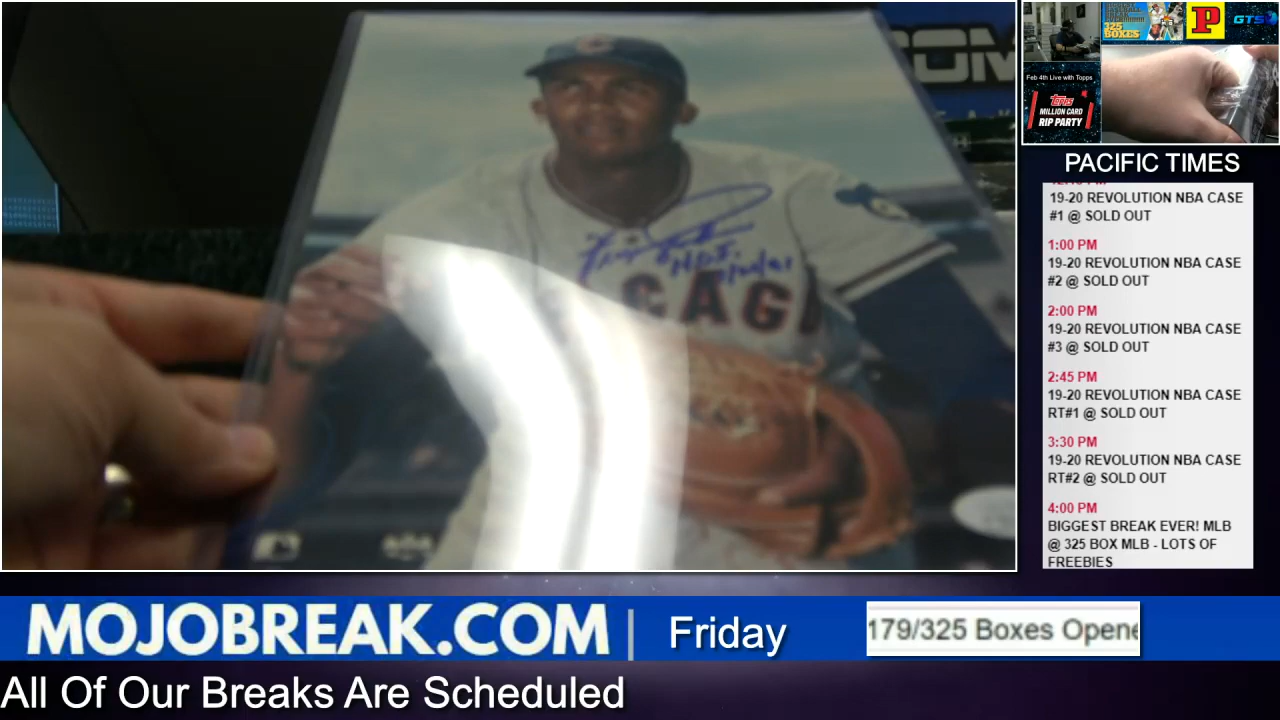 COM
CAG
Feb 4th Live with Topps
Topps
MILLION CARD
RIP PARTY
325
BOXES
P
GTS
PACIFIC TIMES
19-20 REVOLUTION NBA CASE
#1 @ SOLD OUT
1:00 PM
19-20 REVOLUTION NBA CASE
#2 @ SOLD OUT
2:00 PM
19-20 REVOLUTION NBA CASE
#3 @ SOLD OUT
2:45 PM
19-20 REVOLUTION NBA CASE
RT#1 @ SOLD OUT
3:30 PM
19-20 REVOLUTION NBA CASE
RT#2 @ SOLD OUT
4:00 PM
BIGGEST BREAK EVER! MLB
@ 325 BOX MLB - LOTS OF
FREEBIES
MOJOBREAK.COM
Friday
179/325 Boxes Opene
All Of Our Breaks Are Scheduled